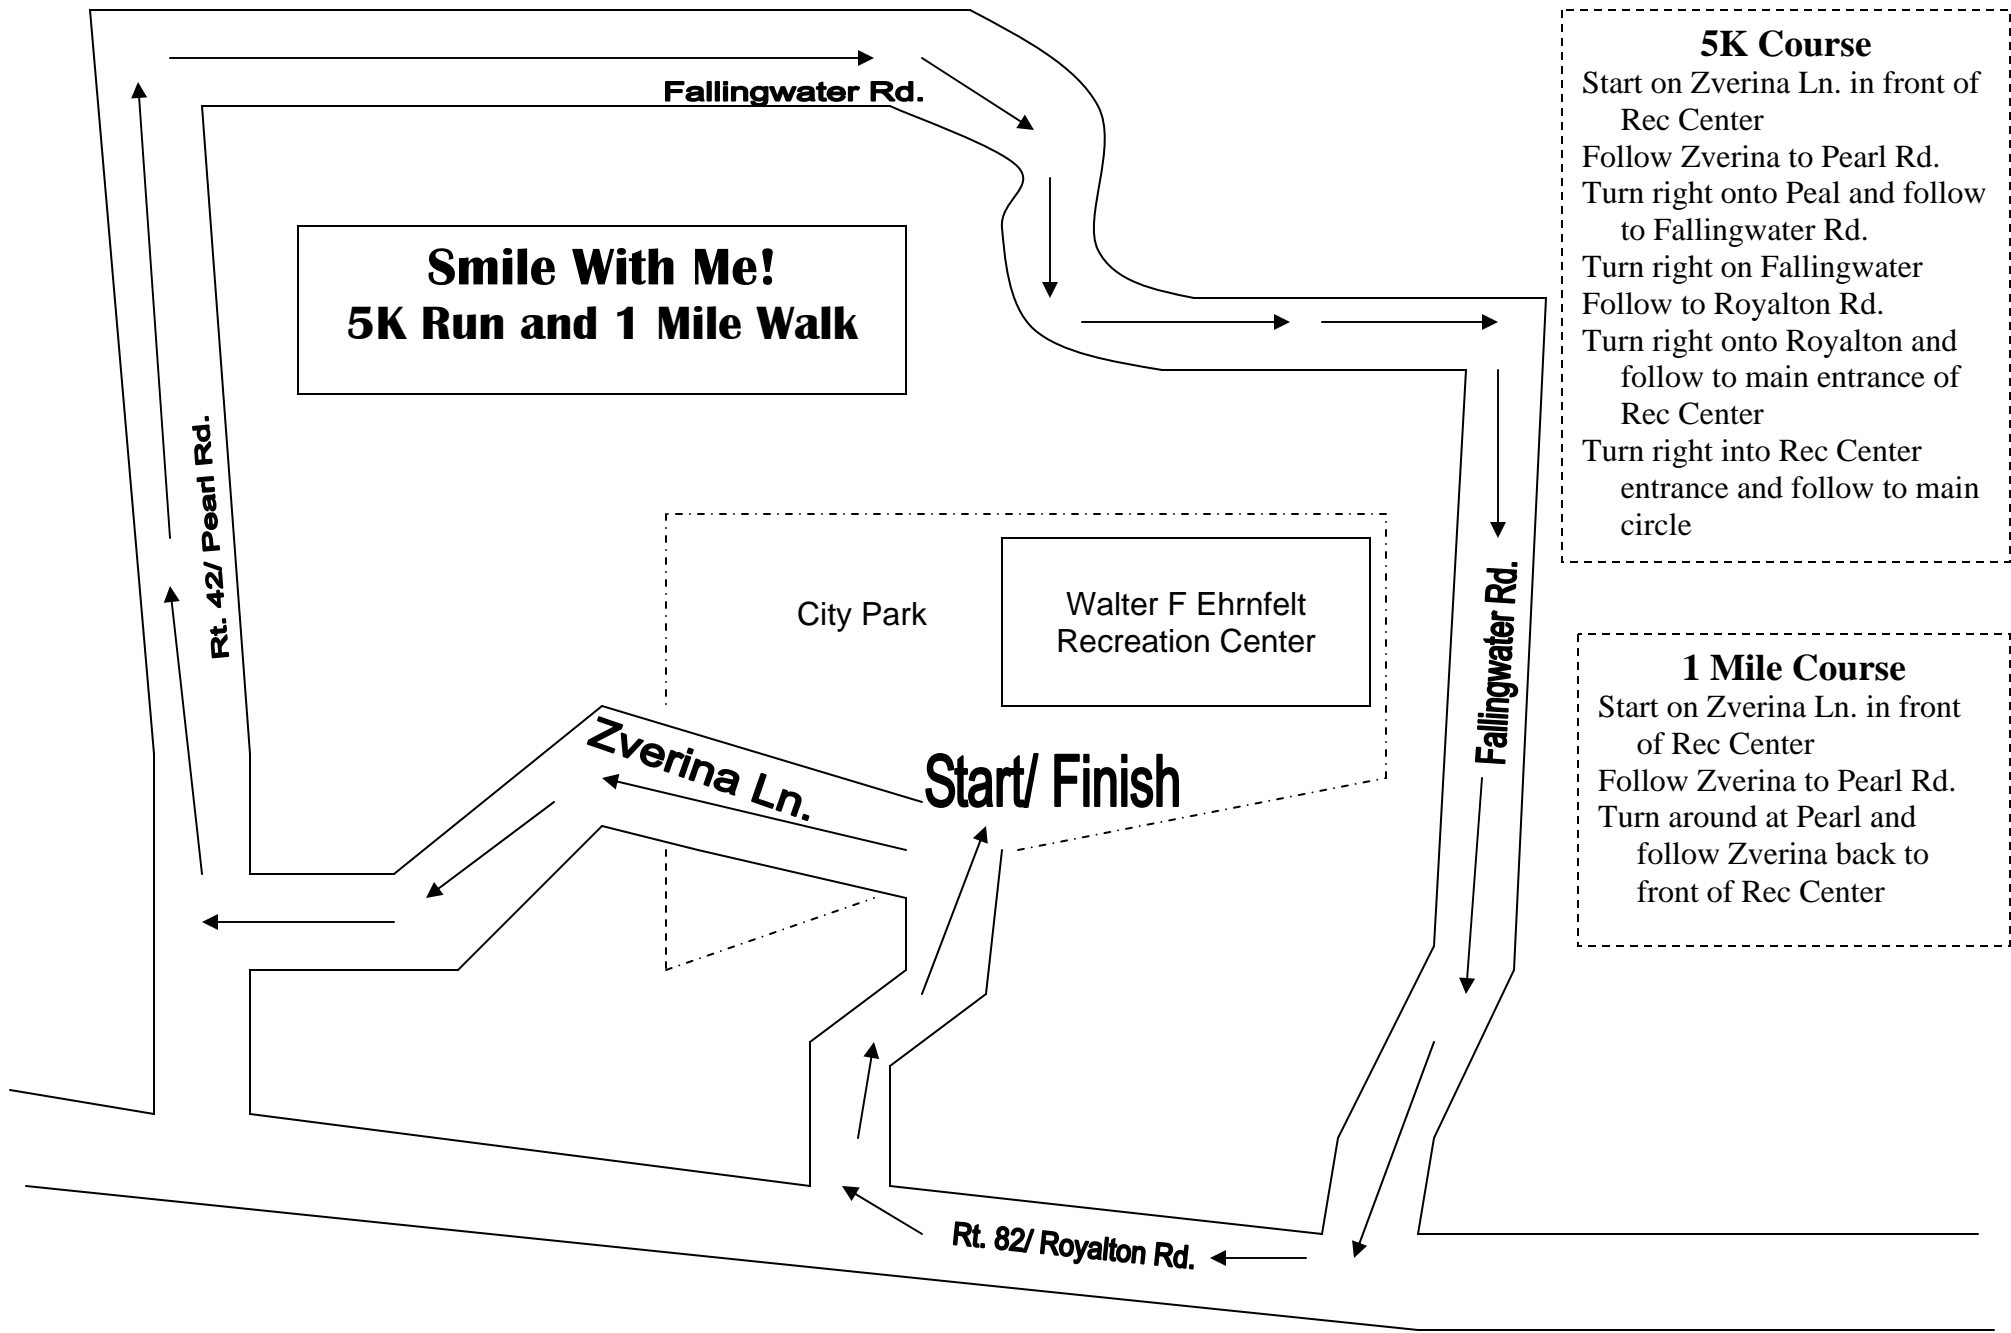 Fallingwater Rd.
Smile With Me!
5K Run and 1 Mile Walk
Rt. 42/ Pearl Rd.
City Park
Walter F Ehrnfelt
Recreation Center
Zverina Ln.
Start/ Finish
Fallingwater Rd.
Rt. 82/ Royalton Rd.
5K Course
Start on Zverina Ln. in front of
Rec Center
Follow Zverina to Pearl Rd.
Turn right onto Peal and follow
to Fallingwater Rd.
Turn right on Fallingwater
Follow to Royalton Rd.
Turn right onto Royalton and
follow to main entrance of
Rec Center
Turn right into Rec Center
entrance and follow to main
circle
1 Mile Course
Start on Zverina Ln. in front
of Rec Center
Follow Zverina to Pearl Rd.
Turn around at Pearl and
follow Zverina back to
front of Rec Center